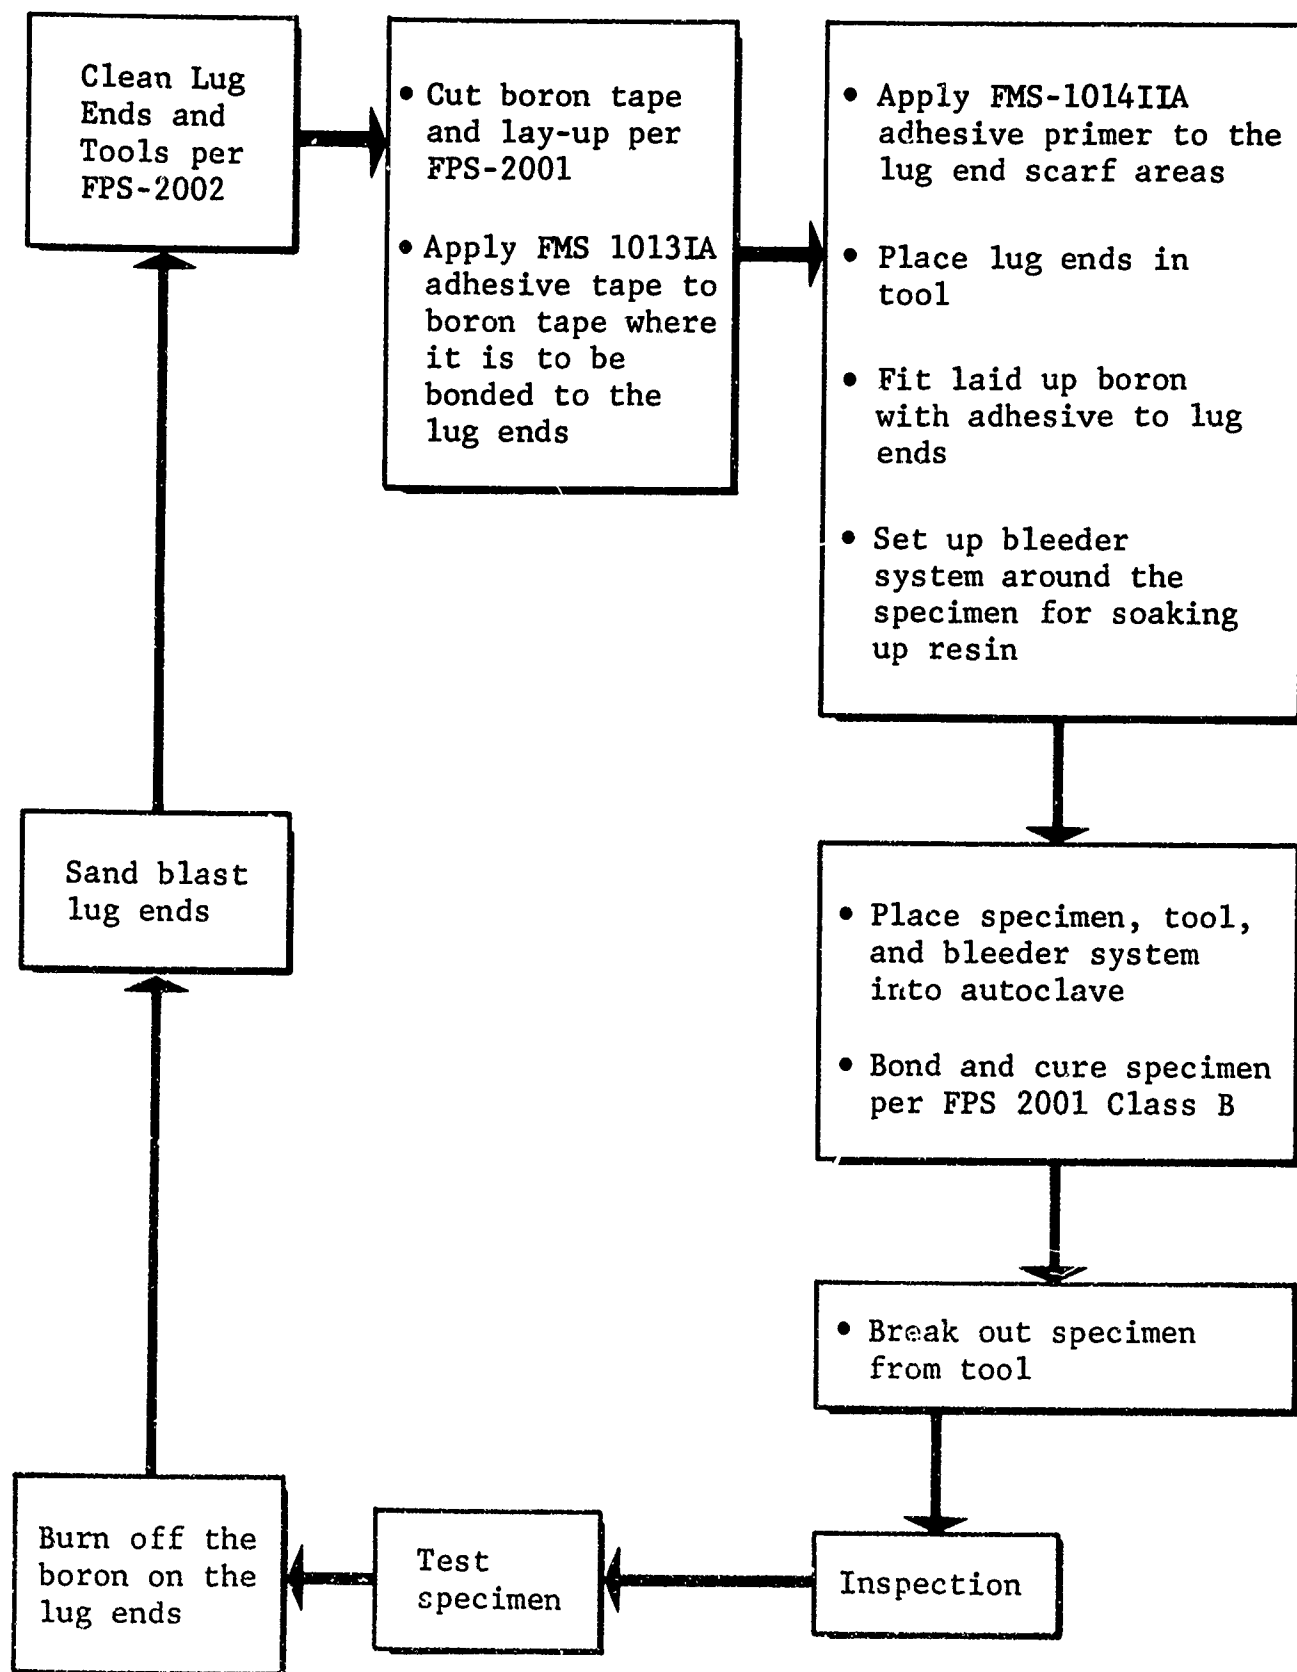 Clean Lug
Ends and
Tools per
FPS-2002
• Cut boron tape
and lay-up per
FPS-2001
• Apply FMS 1013IA
adhesive tape to
boron tape where
it is to be
bonded to the
lug ends
• Apply FMS-1014IIA
adhesive primer to the
lug end scarf areas
• Place lug ends in
tool
• Fit laid up boron
with adhesive to lug
ends
• Set up bleeder
system around the
specimen for soaking
up resin
• Place specimen, tool,
and bleeder system
into autoclave
• Bond and cure specimen
per FPS 2001 Class B
• Break out specimen
from tool
Inspection
Test
specimen
Burn off the
boron on the
lug ends
Sand blast
lug ends